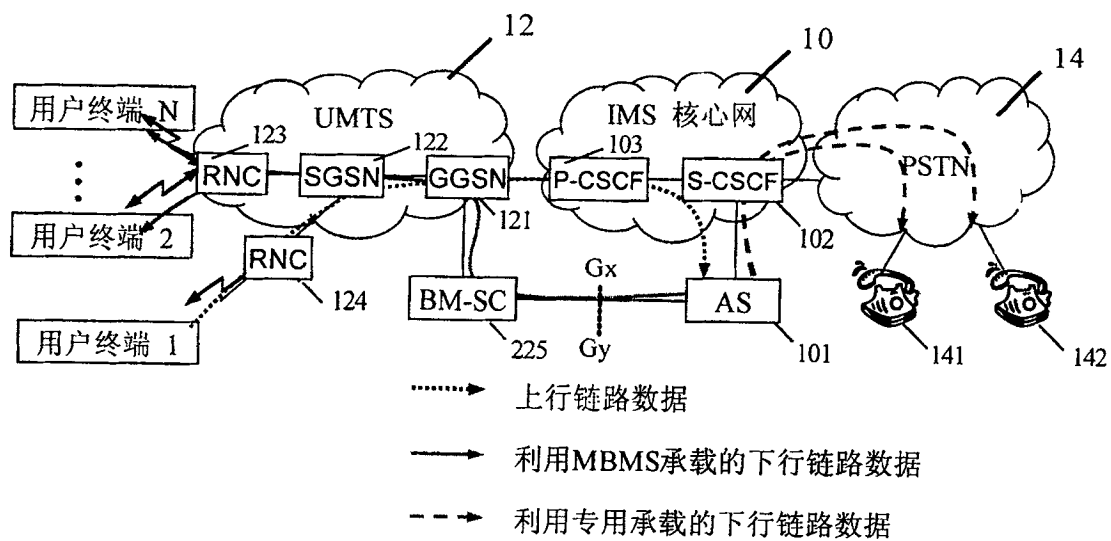 12
10
14
用户终端 N
UMTS
IMS 核心网
PSTN
123
122
103
RNC
SGSN
GGSN
P-CSCF
S-CSCF
121
102
用户终端 2
RNC
124
BM-SC
225
Gx
Gy
AS
101
141
142
用户终端 1
上行链路数据
利用MBMS承载的下行链路数据
利用专用承载的下行链路数据